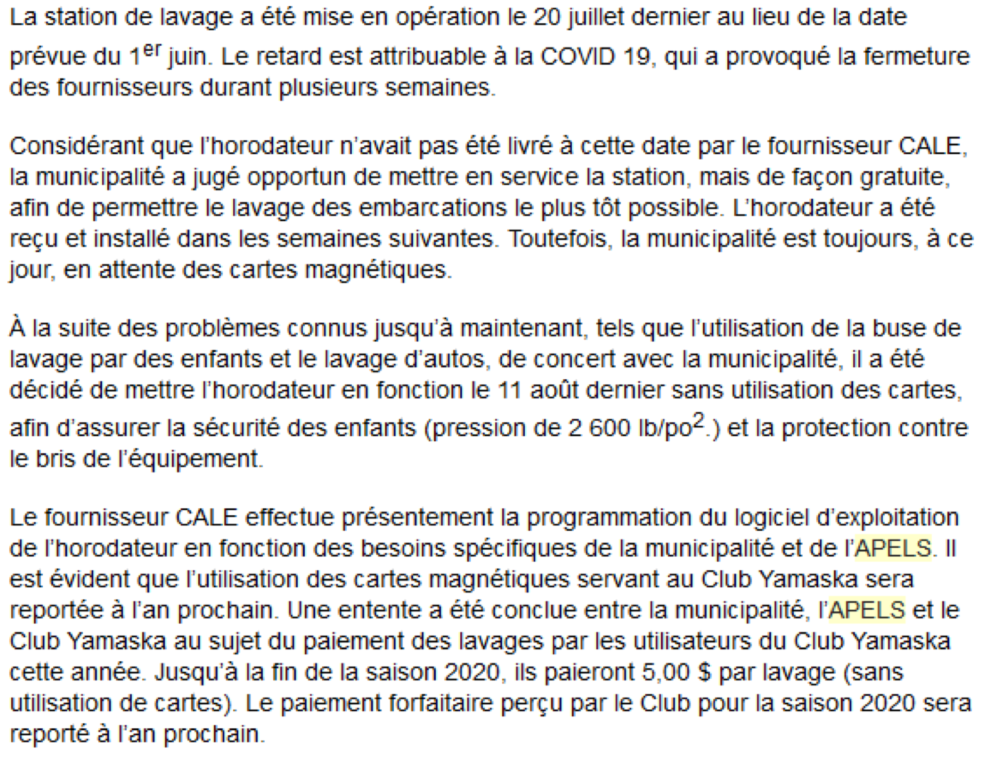 La station de lavage a été mise en opération le 20 juillet dernier au lieu de la date
prévue du 1er juin. Le retard est attribuable à la COVID 19, qui a provoqué la fermeture
des fournisseurs durant plusieurs semaines.
Considérant que l'horodateur n'avait pas été livré à cette date par le fournisseur CALE,
la municipalité a jugé opportun de mettre en service la station, mais de façon gratuite,
afin de permettre le lavage des embarcations le plus tôt possible. L'horodateur a été
reçu et installé dans les semaines suivantes. Toutefois, la municipalité est toujours, à ce
jour, en attente des cartes magnétiques.
À la suite des problèmes connus jusqu'à maintenant, tels que l'utilisation de la buse de
lavage par des enfants et le lavage d'autos, de concert avec la municipalité, il a été
décidé de mettre l'horodateur en fonction le 11 août dernier sans utilisation des cartes,
afin d'assurer la sécurité des enfants (pression de 2 600 lb/po2.) et la protection contre
le bris de l'équipement.
Le fournisseur CALE effectue présentement la programmation du logiciel d'exploitation
de l'horodateur en fonction des besoins spécifiques de la municipalité et de l'APELS. Il
est évident que l'utilisation des cartes magnétiques servant au Club Yamaska sera
reportée à l'an prochain. Une entente a été conclue entre la municipalité, l'APELS et le
Club Yamaska au sujet du paiement des lavages par les utilisateurs du Club Yamaska
cette année. Jusqu'à la fin de la saison 2020, ils paieront 5,00 $ par lavage (sans
utilisation de cartes). Le paiement forfaitaire perçu par le Club pour la saison 2020 sera
reporté à l'an prochain.